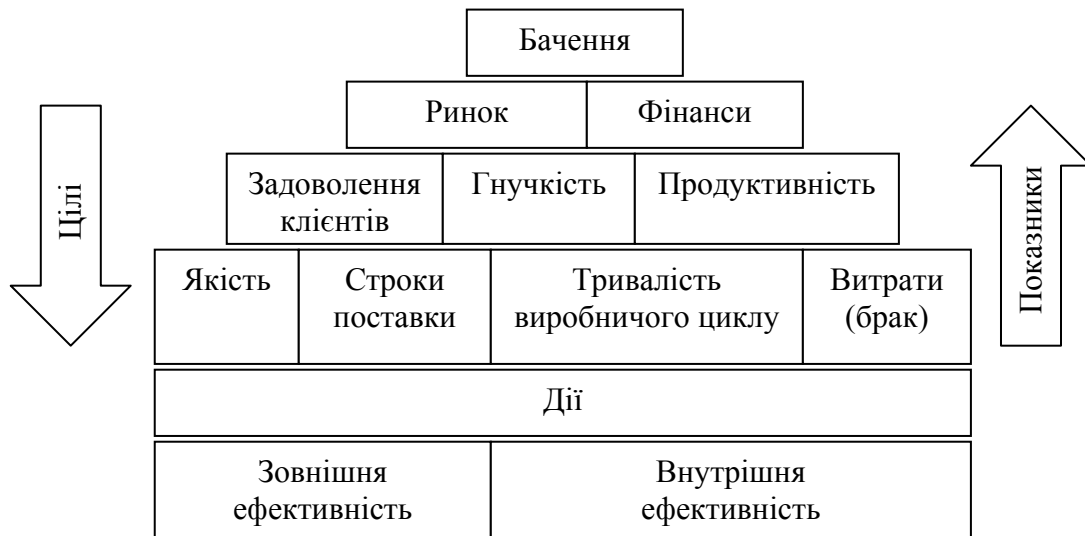 Бачення
Ринок
Фінанси
Цілі
Задоволення
клієнтів
Гнучкість
Продуктивність
Показники
Якість
Строки
поставки
Тривалість
виробничого циклу
Витрати
(брак)
Дії
Зовнішня
ефективність
Внутрішня
ефективність